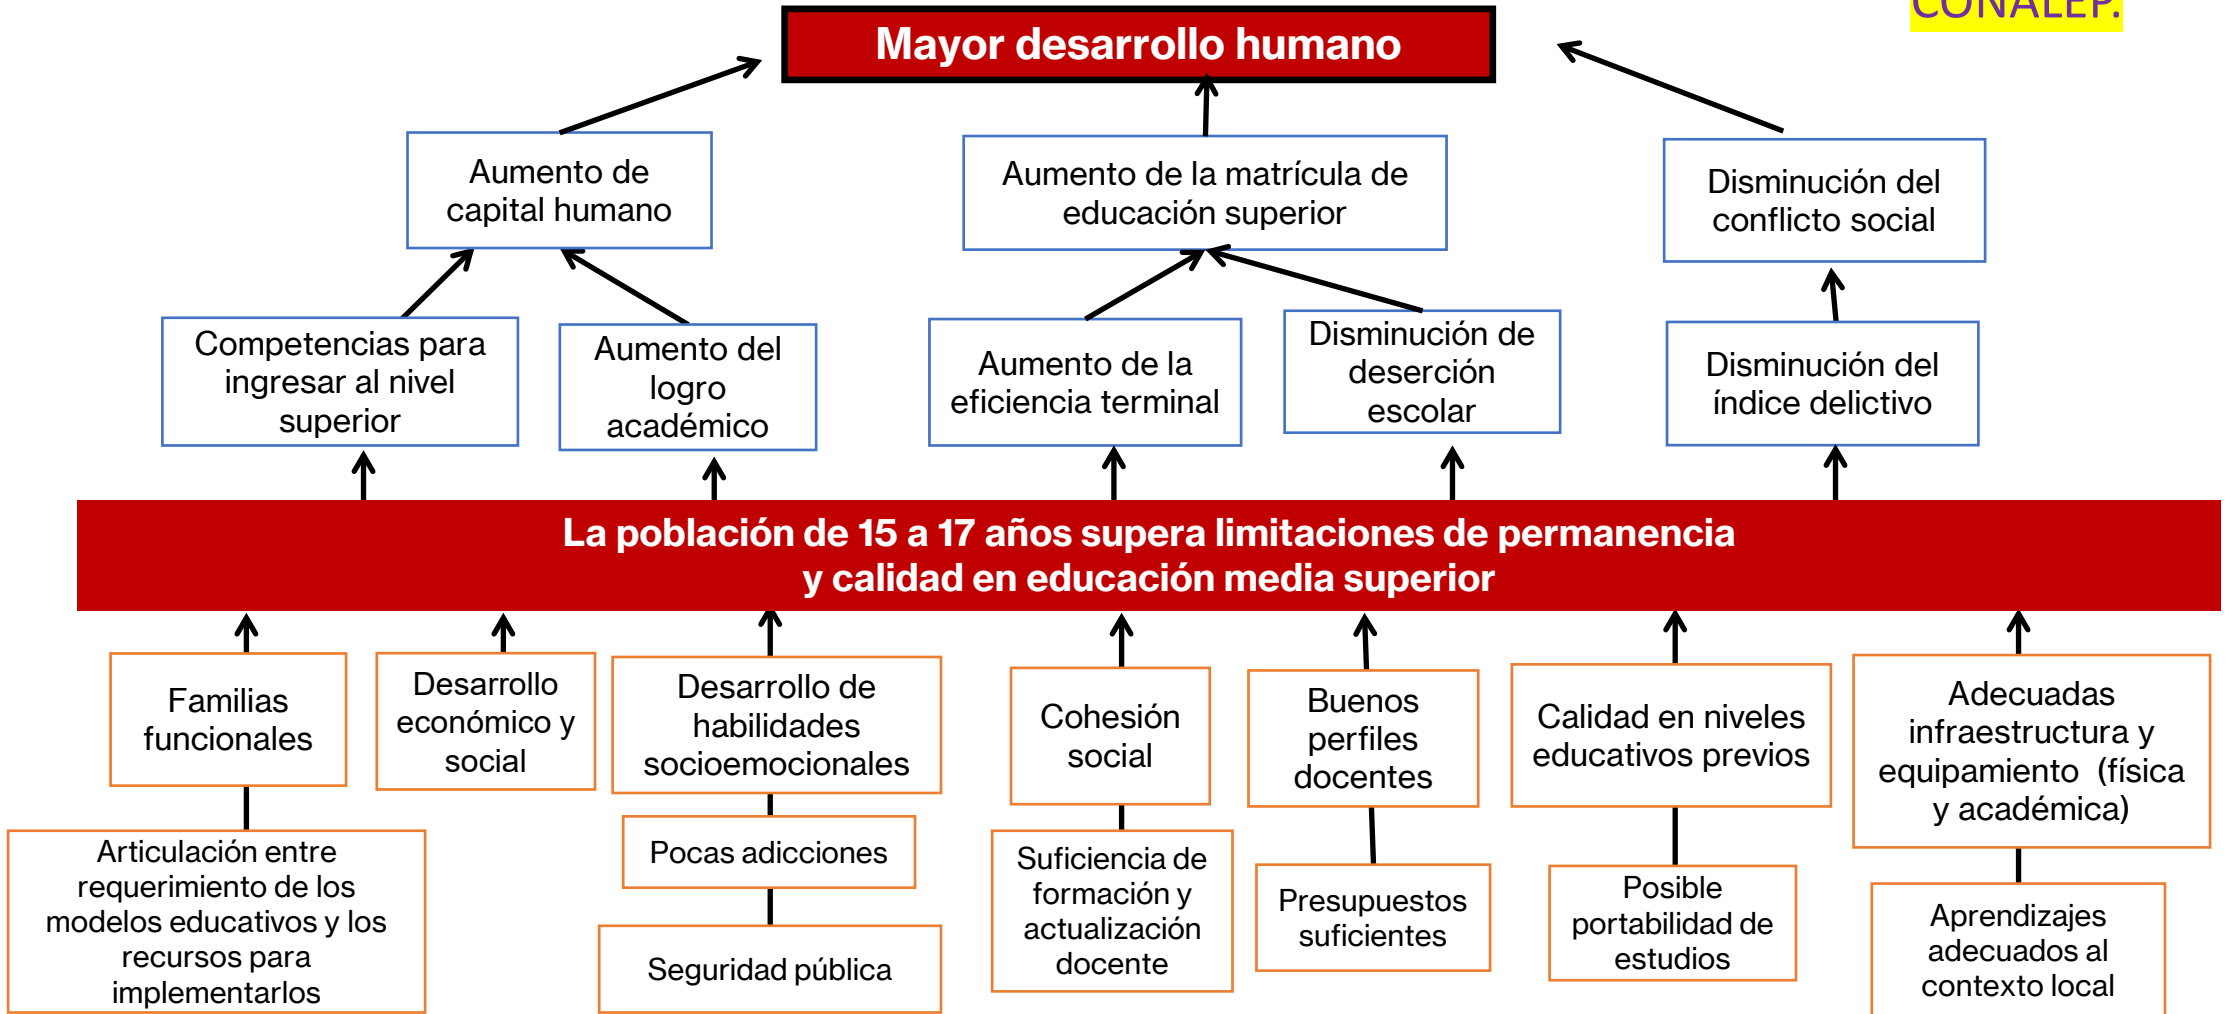 CONALEP.
Mayor desarrollo humano
Aumento de
capital humano
Aumento de la matrícula de
educación superior
Disminución del
conflicto social
Competencias para
ingresar al nivel
superior
Aumento del
logro
académico
Aumento de la
eficiencia terminal
Disminución de
deserción
escolar
Disminución del
índice delictivo
La población de 15 a 17 años supera limitaciones de permanencia
y calidad en educación media superior
Familias
funcionales
Desarrollo
económico y
social
Desarrollo de
habilidades
socioemocionales
Cohesión
social
Buenos
perfiles
docentes
Calidad en niveles
educativos previos
Adecuadas
infraestructura y
equipamiento (física
y académica)
Articulación entre
requerimiento de los
modelos educativos y los
recursos para
implementarlos
Pocas adicciones
Seguridad pública
Suficiencia de
formación y
actualización
docente
Presupuestos
suficientes
Posible
portabilidad de
estudios
Aprendizajes
adecuados al
contexto local